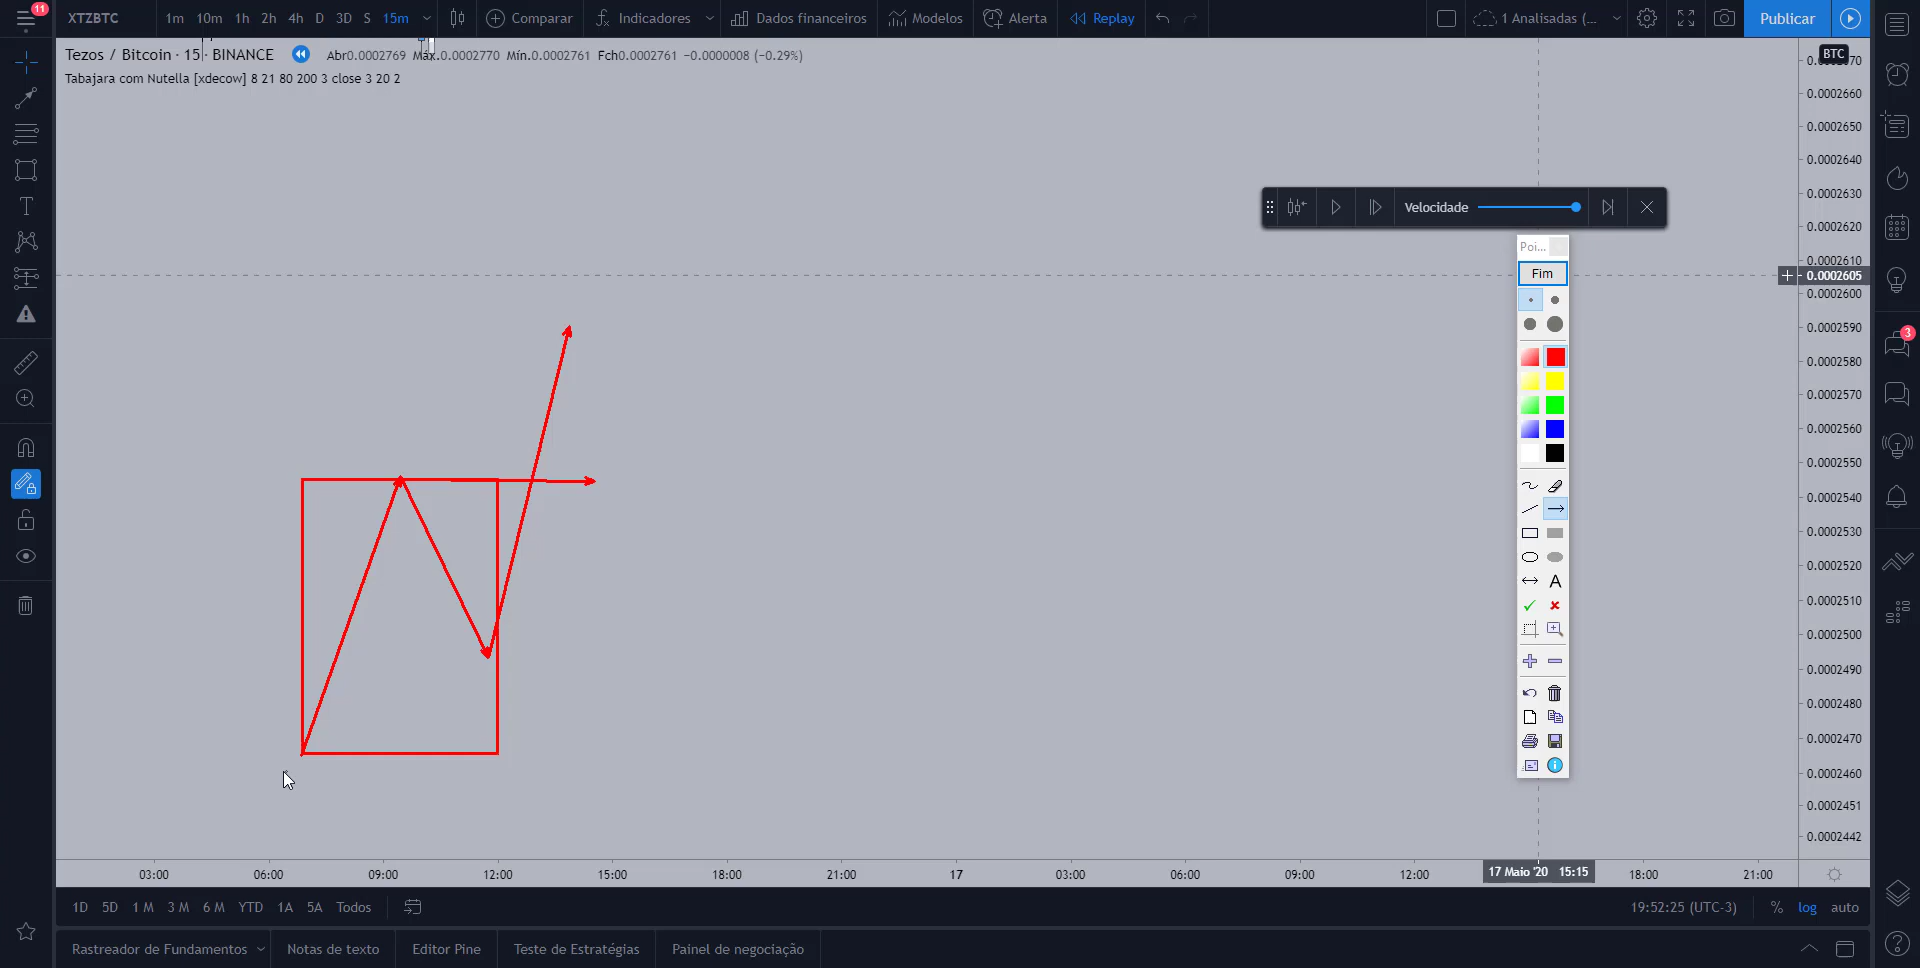 11
XTZBTC
1m 10m 1h 2h 4h D 3D S 15m
Comparar
Indicadores
Dados financeiros
Modelos
Alerta
Replay
1 Analisadas (...
Publicar
Tezos / Bitcoin · 15 · BINANCE
Abr0.0002769 Máx.0.0002770 Mín.0.0002761 Fch0.0002761 −0.0000008 (−0.29%)
Tabajara com Nutella [xdecow] 8 21 80 200 3 close 3 20 2
BTC
0.0002660
0.0002650
0.0002640
0.0002630
Velocidade
0.0002620
Poi...
0.0002610
Fim
0.0002605
0.0002600
0.0002590
3
0.0002580
0.0002570
0.0002560
0.0002550
0.0002540
0.0002530
0.0002520
0.0002510
0.0002500
0.0002490
0.0002480
0.0002470
0.0002460
0.0002451
0.0002442
03:00 06:00 09:00 12:00 15:00 18:00 21:00 17 03:00 06:00 09:00 12:00 17 Maio '20 15:15 18:00 21:00
1D 5D 1 M 3 M 6 M YTD 1A 5A Todos
19:52:25 (UTC-3) % log auto
Rastreador de Fundamentos
Notas de texto
Editor Pine
Teste de Estratégias
Painel de negociação